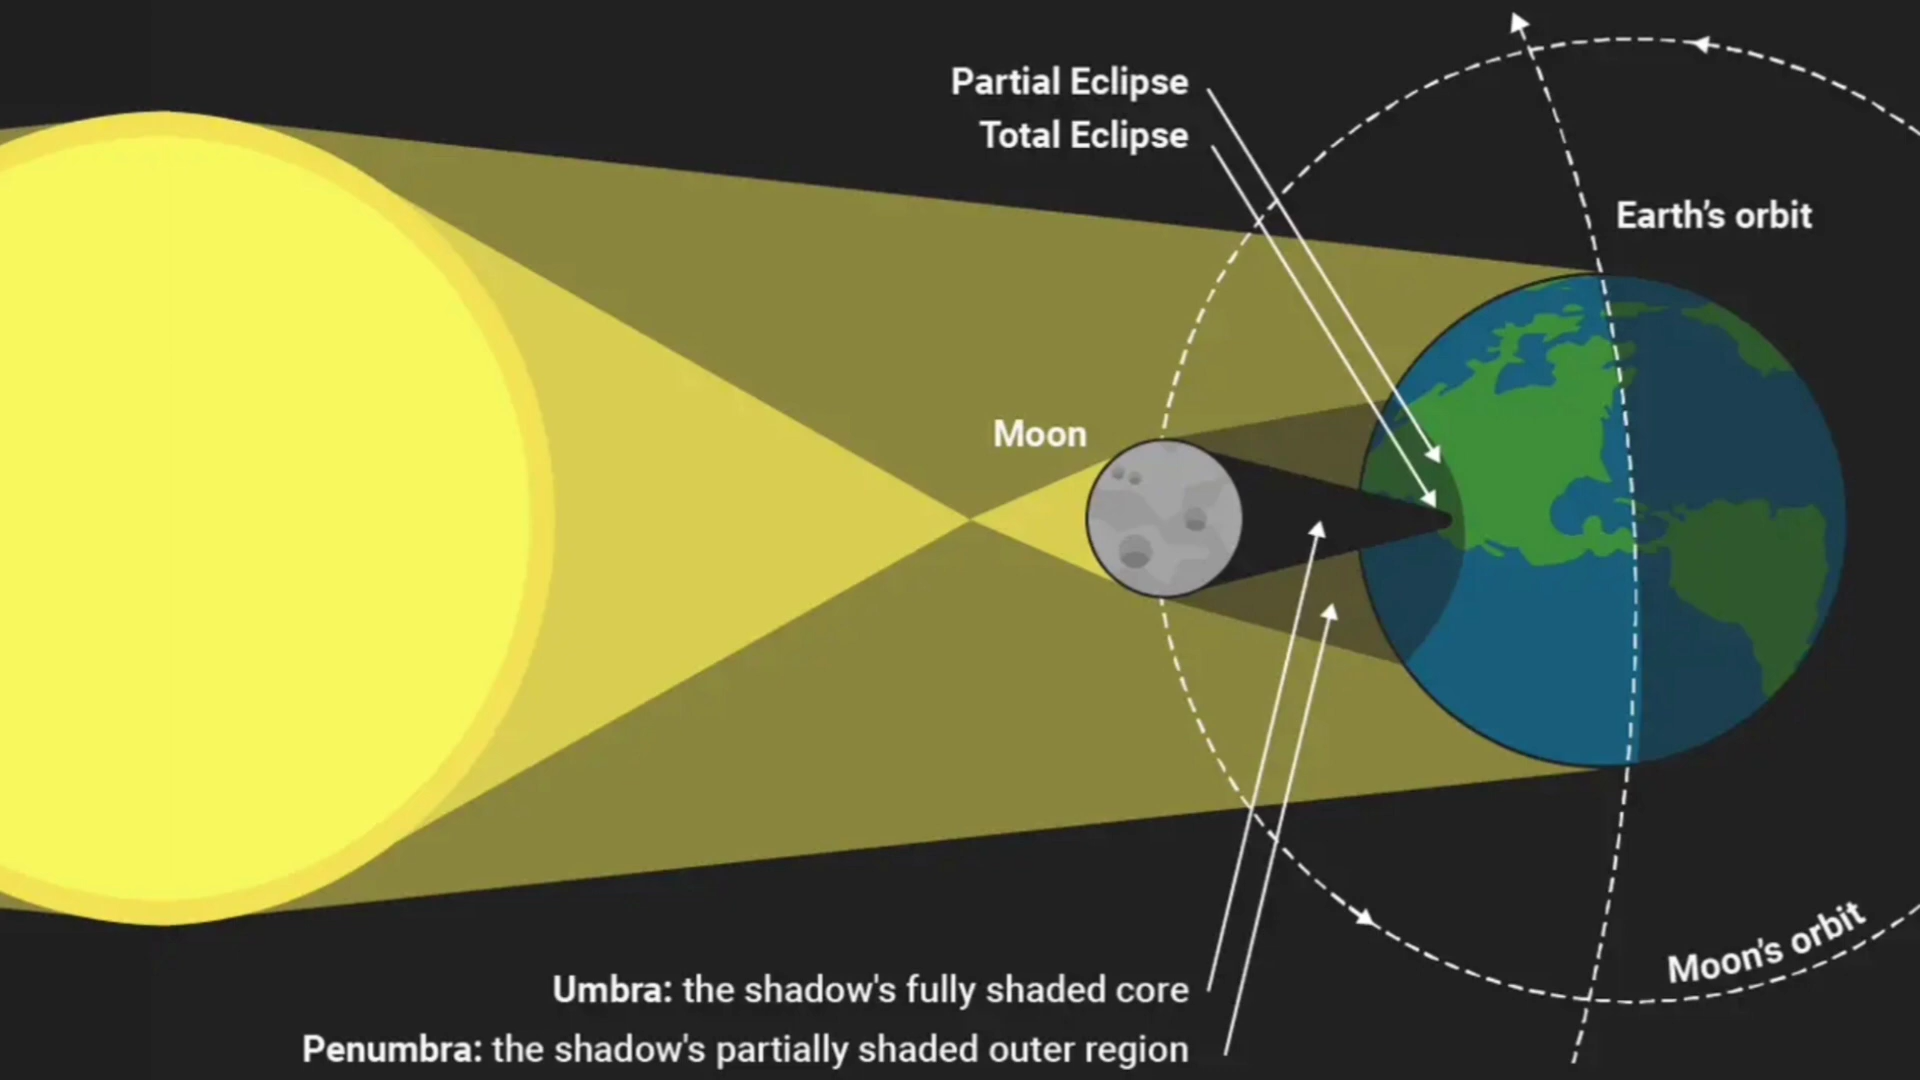 Partial Eclipse
Total Eclipse
Earth's orbit
Moon
Moon's orbit
Umbra: the shadow's fully shaded core
Penumbra: the shadow's partially shaded outer region